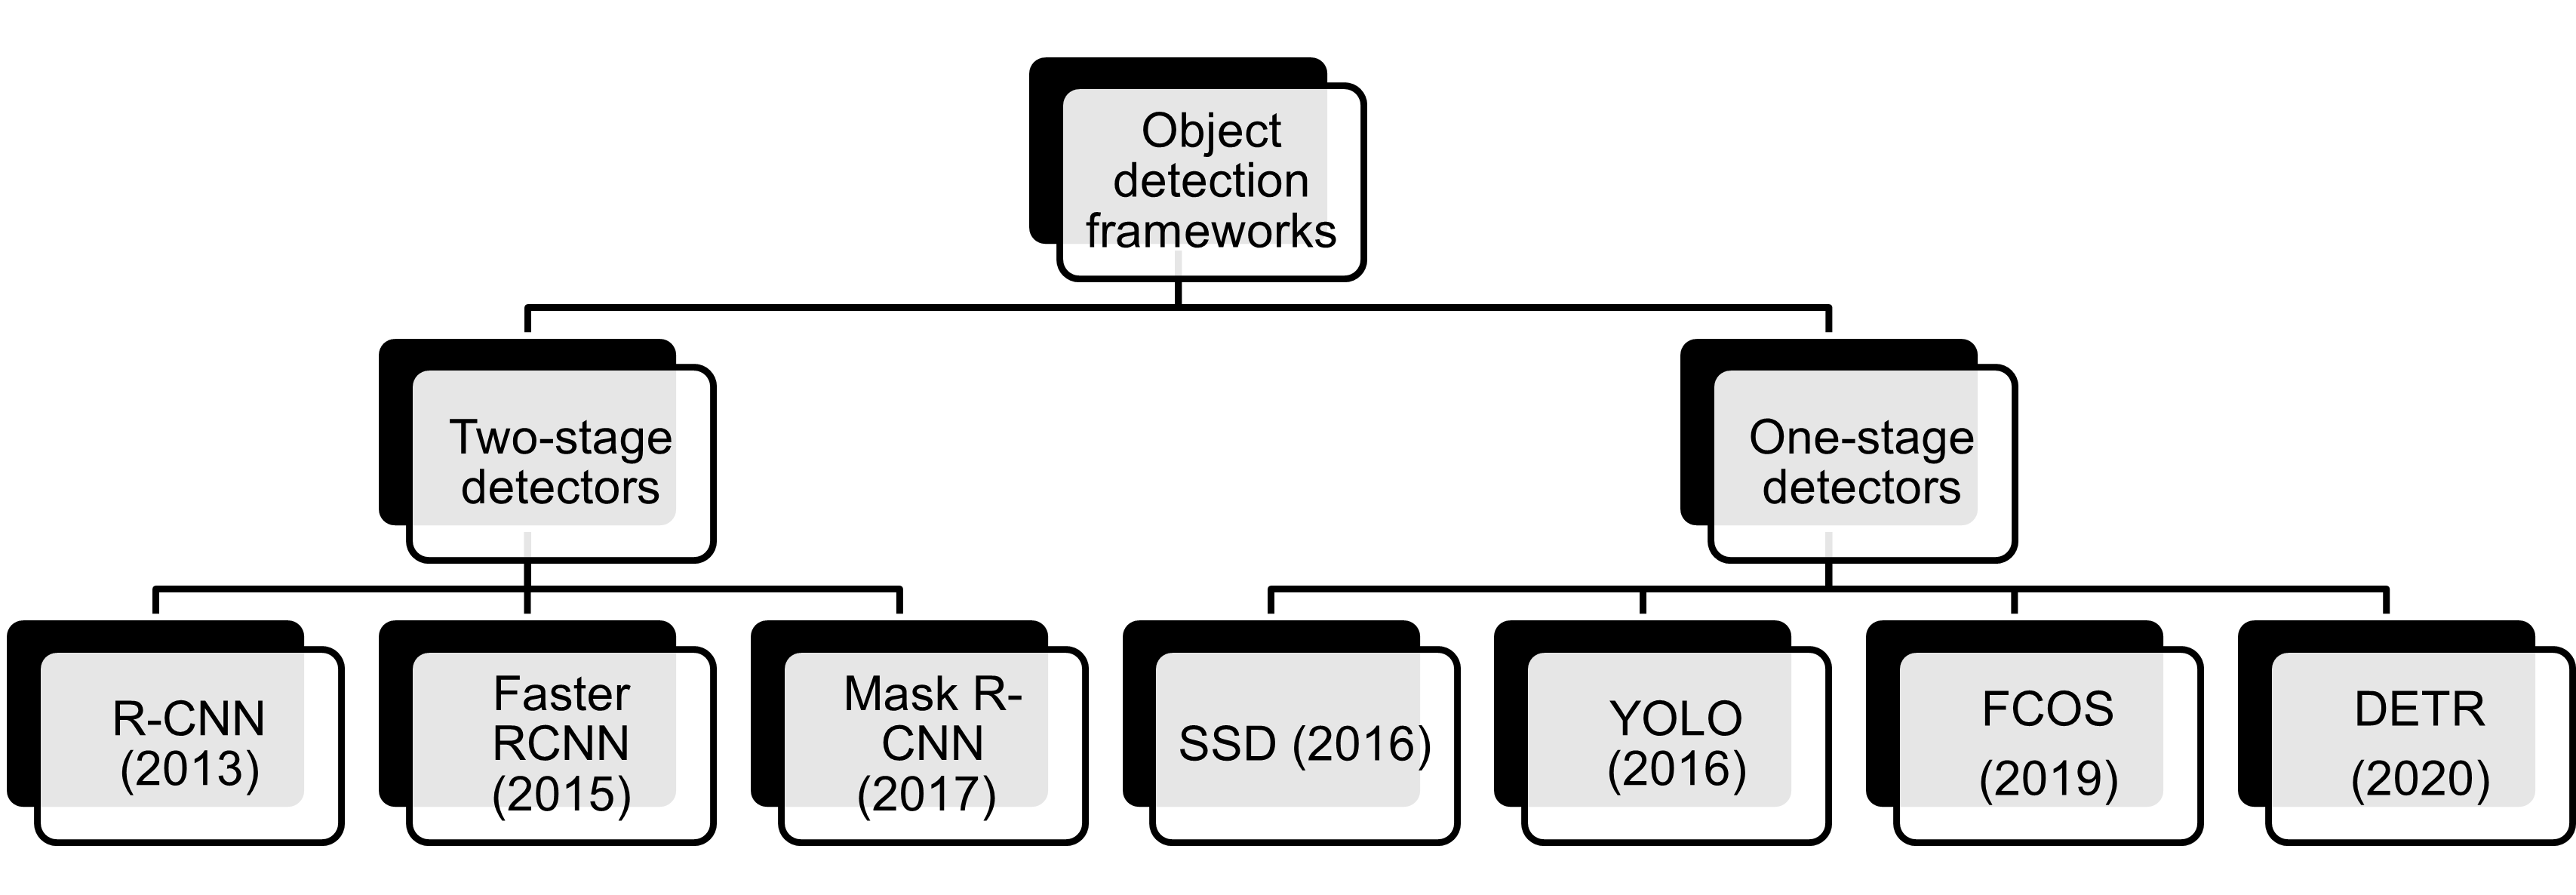 Object
detection
frameworks
Two-stage
detectors
One-stage
detectors
R-CNN
(2013)
Faster
RCNN
(2015)
Mask R-
CNN
(2017)
SSD (2016)
YOLO
(2016)
FCOS
(2019)
DETR
(2020)